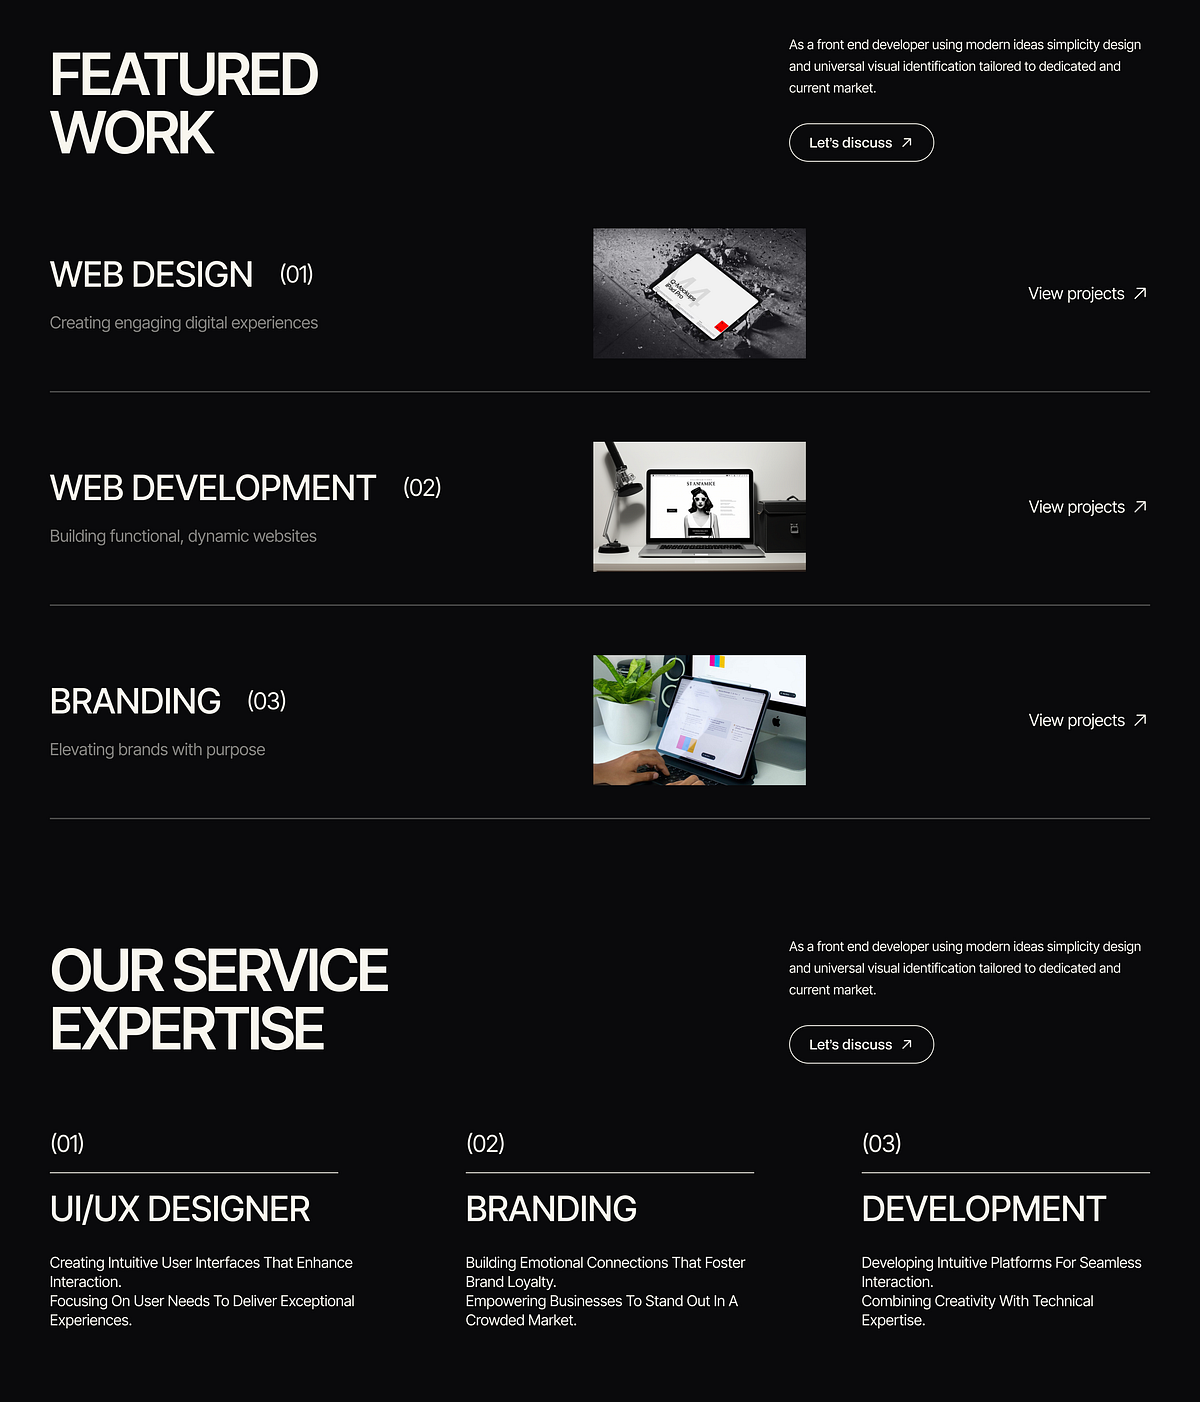 FEATURED
WORK
As a front end developer using modern ideas simplicity design
and universal visual identification tailored to dedicated and
current market.
Let's discuss
WEB DESIGN (01)
Creating engaging digital experiences
44
Q-Mockups
iPad Pro
View projects
WEB DEVELOPMENT (02)
Building functional, dynamic websites
View projects
BRANDING (03)
Elevating brands with purpose
View projects
OUR SERVICE
EXPERTISE
As a front end developer using modern ideas simplicity design
and universal visual identification tailored to dedicated and
current market.
Let's discuss
(01)
UI/UX DESIGNER
Creating Intuitive User Interfaces That Enhance
Interaction.
Focusing On User Needs To Deliver Exceptional
Experiences.
(02)
BRANDING
Building Emotional Connections That Foster
Brand Loyalty.
Empowering Businesses To Stand Out In A
Crowded Market.
(03)
DEVELOPMENT
Developing Intuitive Platforms For Seamless
Interaction.
Combining Creativity With Technical
Expertise.